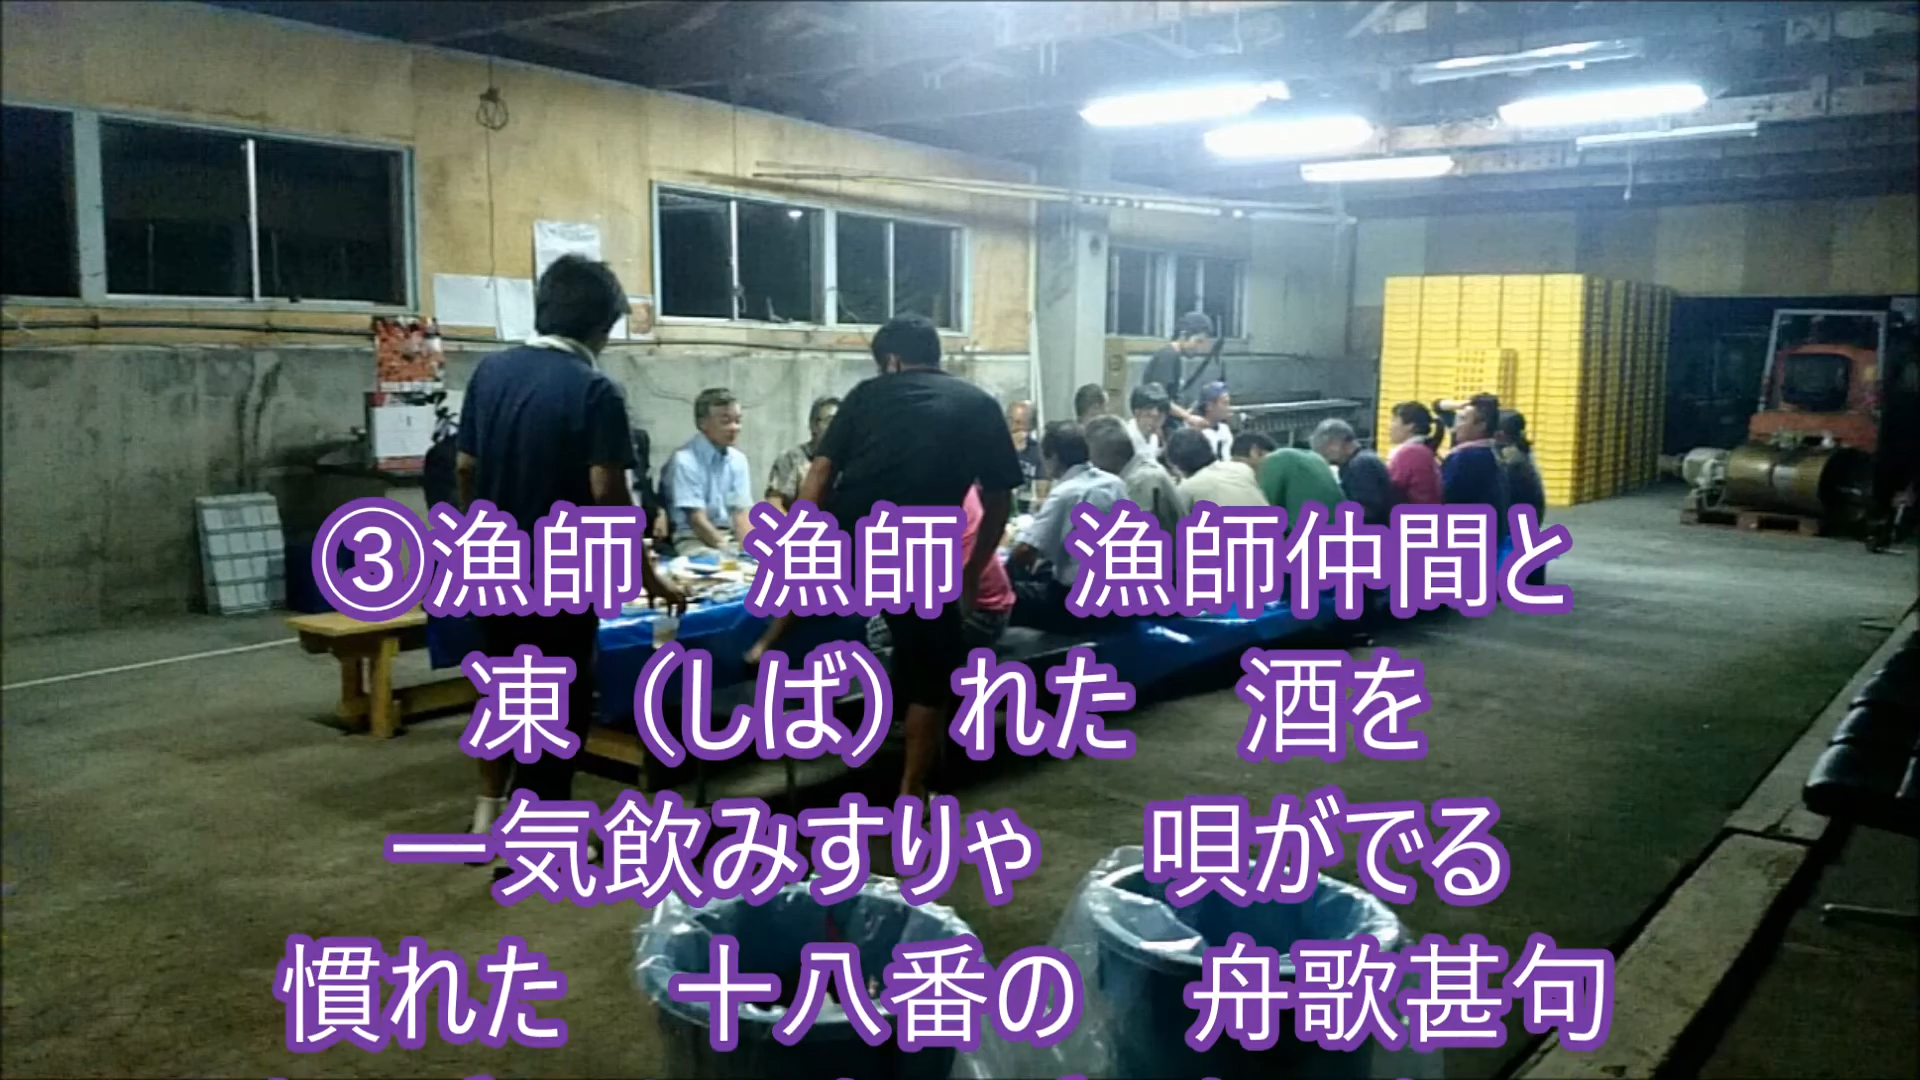 ③漁師　漁師　漁師仲間と
凍（しば）れた　酒を
一気飲みすりゃ　唄がでる
慣れた　十八番の　舟歌甚句